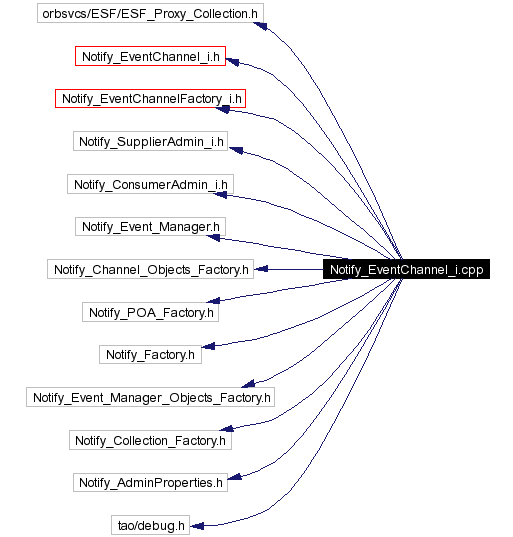 orbsvcs/ESF/ESF_Proxy_Collection.h
Notify_EventChannel_i.h
Notify_EventChannelFactory_i.h
Notify_SupplierAdmin_i.h
Notify_ConsumerAdmin_i.h
Notify_Event_Manager.h
Notify_Channel_Objects_Factory.h
Notify_EventChannel_i.cpp
Notify_POA_Factory.h
Notify_Factory.h
Notify_Event_Manager_Objects_Factory.h
Notify_Collection_Factory.h
Notify_AdminProperties.h
tao/debug.h